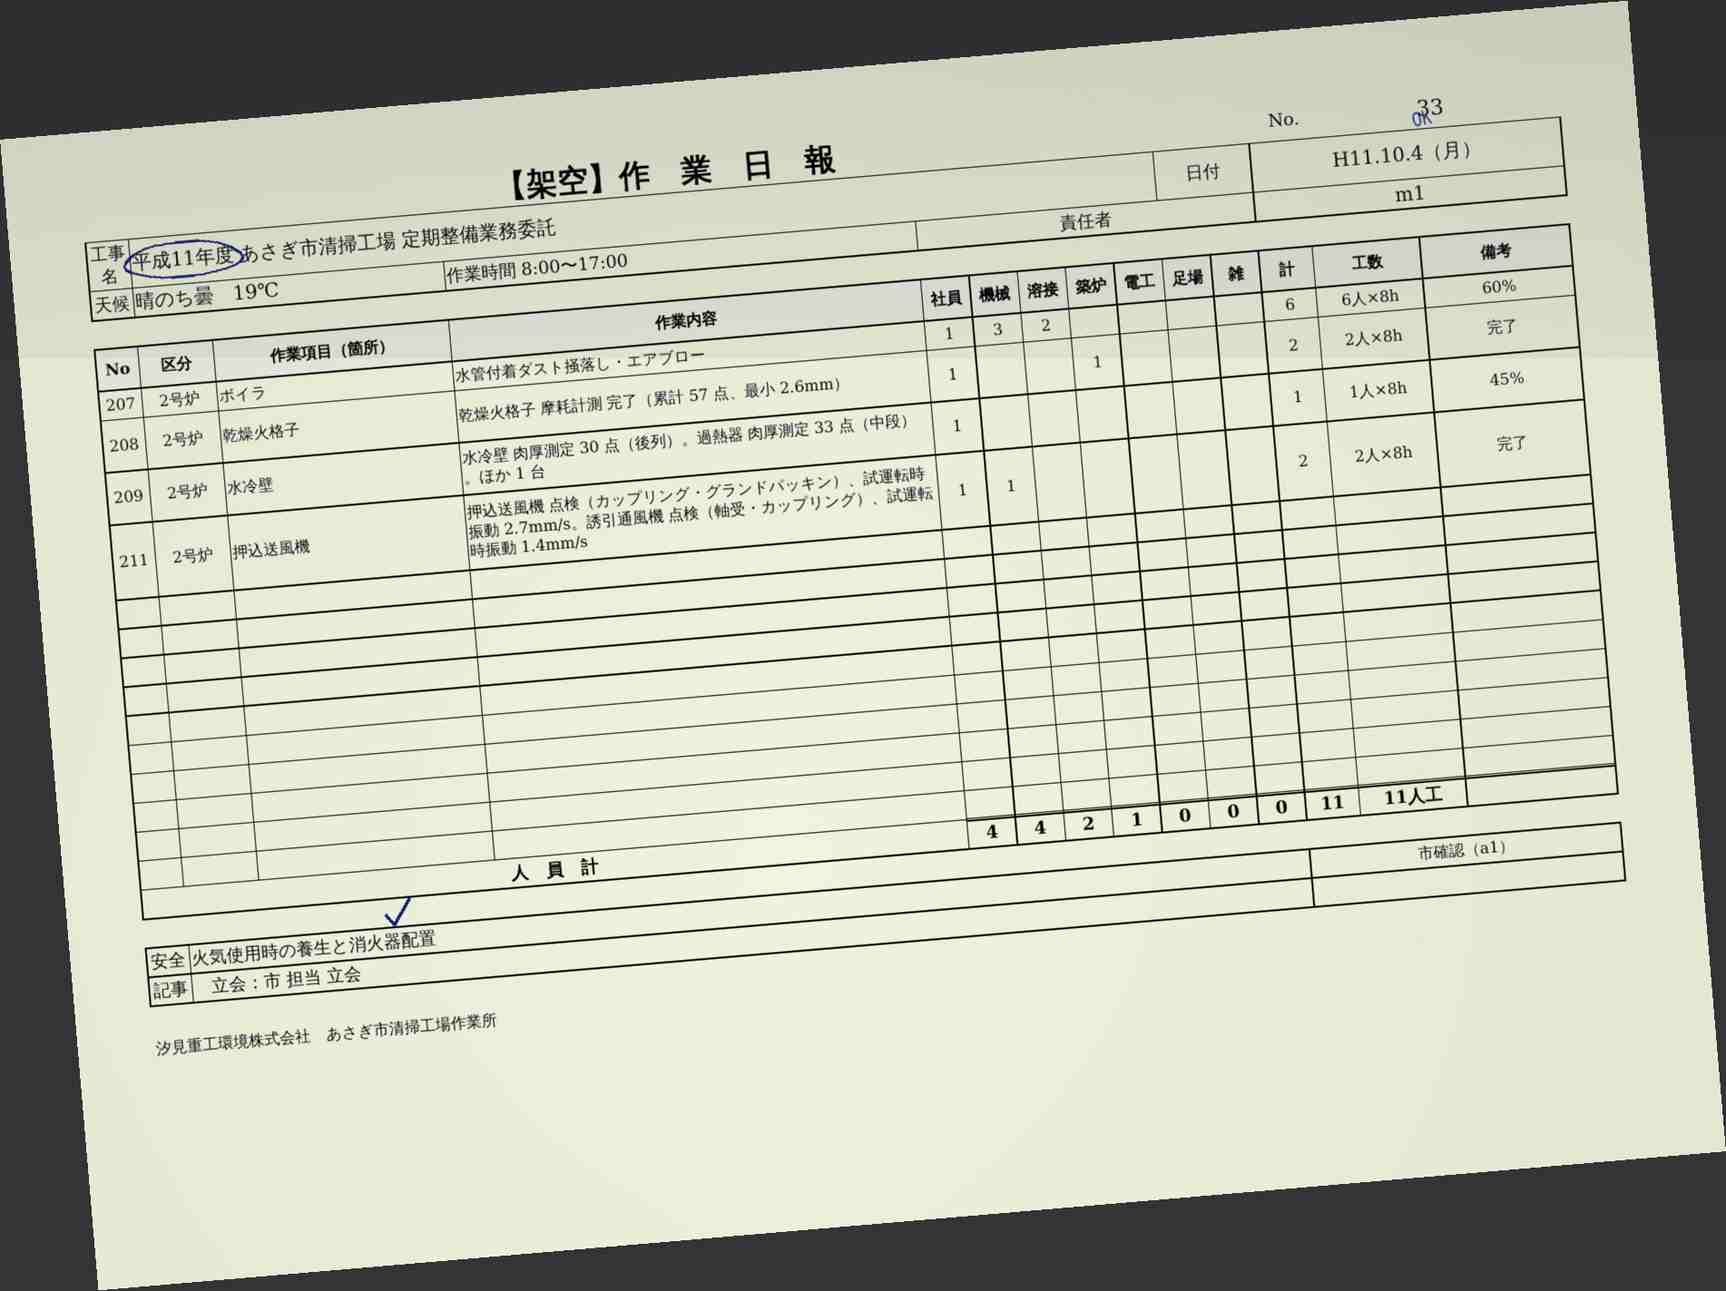 No. 33
OK
【架空】作 業 日 報
工事名 平成11年度 あさぎ市清掃工場 定期整備業務委託 日付 H11.10.4（月）
天候 晴のち曇 19℃ 作業時間 8:00〜17:00 責任者 m1
No 区分 作業項目（箇所） 作業内容 社員 機械 溶接 築炉 電工 足場 雑 計 工数 備考
207 2号炉 ボイラ 水管付着ダスト掻落し・エアブロー 1 3 2 6 6人×8h 60%
208 2号炉 乾燥火格子 乾燥火格子 摩耗計測 完了（累計 57 点、最小 2.6mm） 1 1 2 2人×8h 完了
209 2号炉 水冷壁 水冷壁 肉厚測定 30 点（後列）。過熱器 肉厚測定 33 点（中段）
。ほか 1 台 1 1 1人×8h 45%
211 2号炉 押込送風機 押込送風機 点検（カップリング・グランドパッキン）、試運転時
振動 2.7mm/s。誘引通風機 点検（軸受・カップリング）、試運転
時振動 1.4mm/s 1 1 2 2人×8h 完了
人 員 計 4 4 2 1 0 0 0 11 11人工
安全 火気使用時の養生と消火器配置 市確認（a1）
記事 立会：市 担当 立会
汐見重工環境株式会社 あさぎ市清掃工場作業所